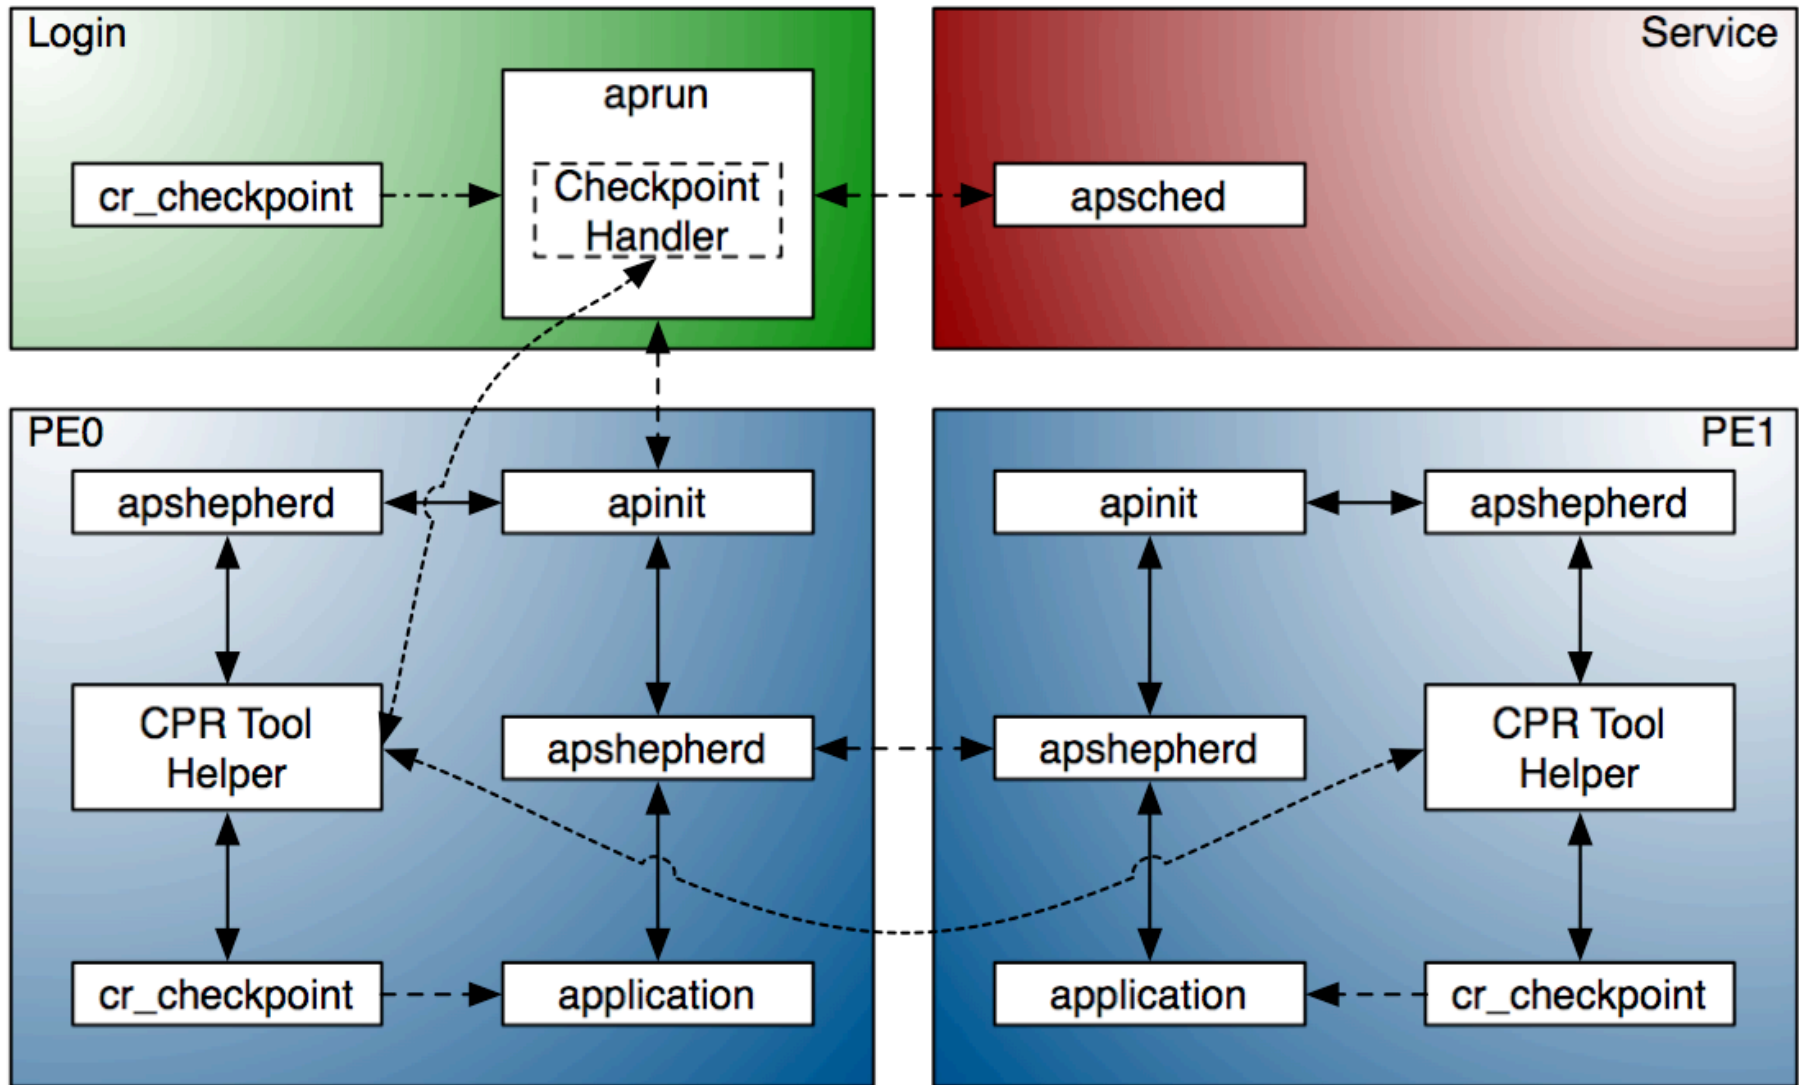 Login
Service
aprun
cr_checkpoint
Checkpoint
Handler
apsched
PE0
PE1
apshepherd
apinit
apinit
apshepherd
CPR Tool
Helper
apshepherd
apshepherd
CPR Tool
Helper
cr_checkpoint
application
application
cr_checkpoint